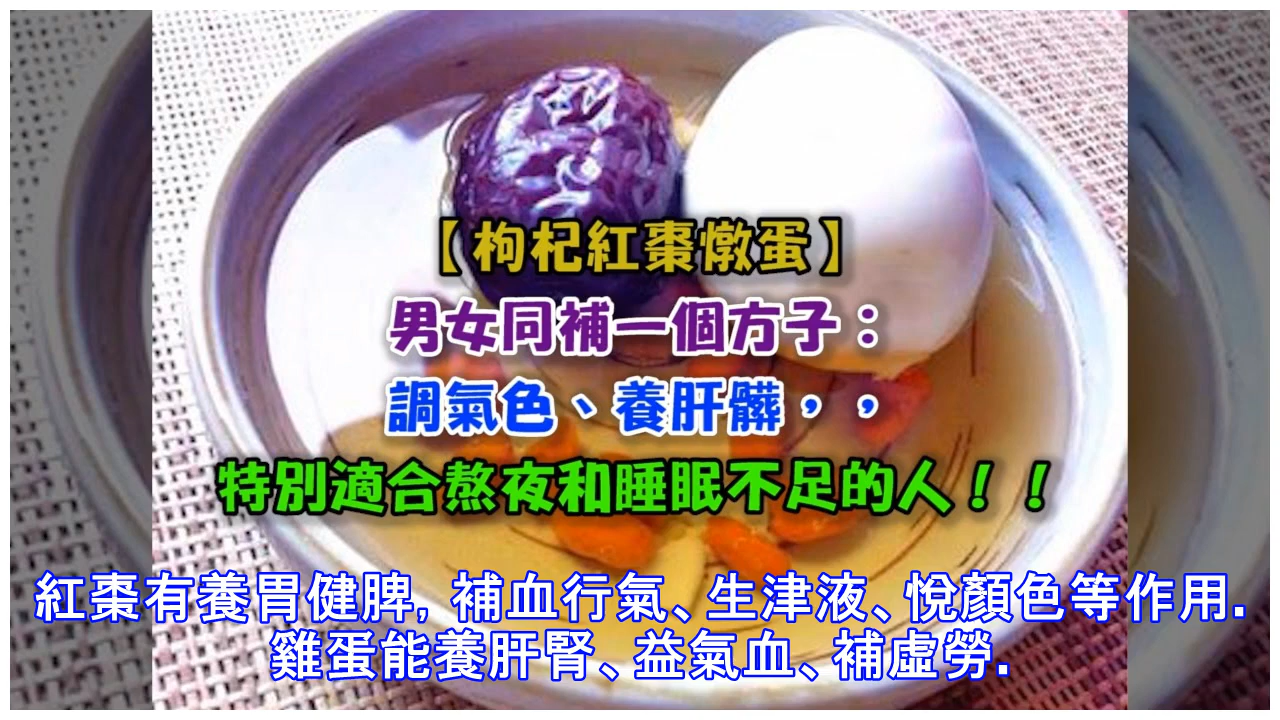 【枸杞紅棗燉蛋】
男女同補一個方子：
調氣色、養肝髒，，
特別適合熬夜和睡眠不足的人！！
紅棗有養胃健脾, 補血行氣、生津液、悅顏色等作用.
雞蛋能養肝腎、益氣血、補虛勞.